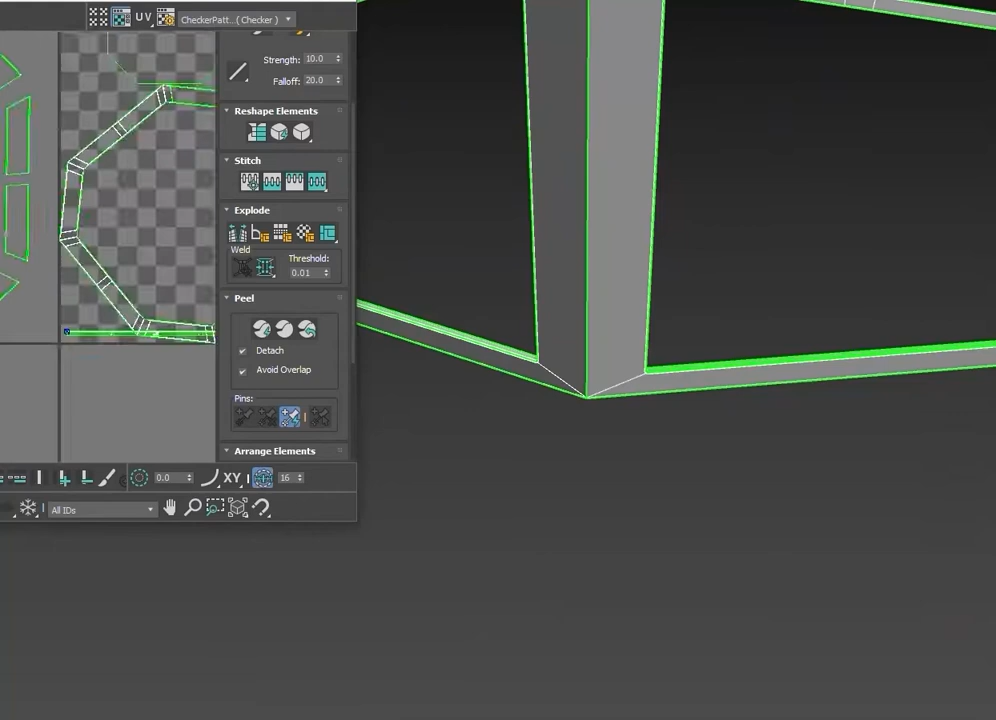 UV
CheckerPatt.. ( Checker )
Strength: 10.0
Falloff: 20.0
Reshape Elements
Stitch
Explode
Weld
Threshold:
0.01
Peel
Detach
Avoid Overlap
Pins:
Arrange Elements
0.0
XY
16
All IDs